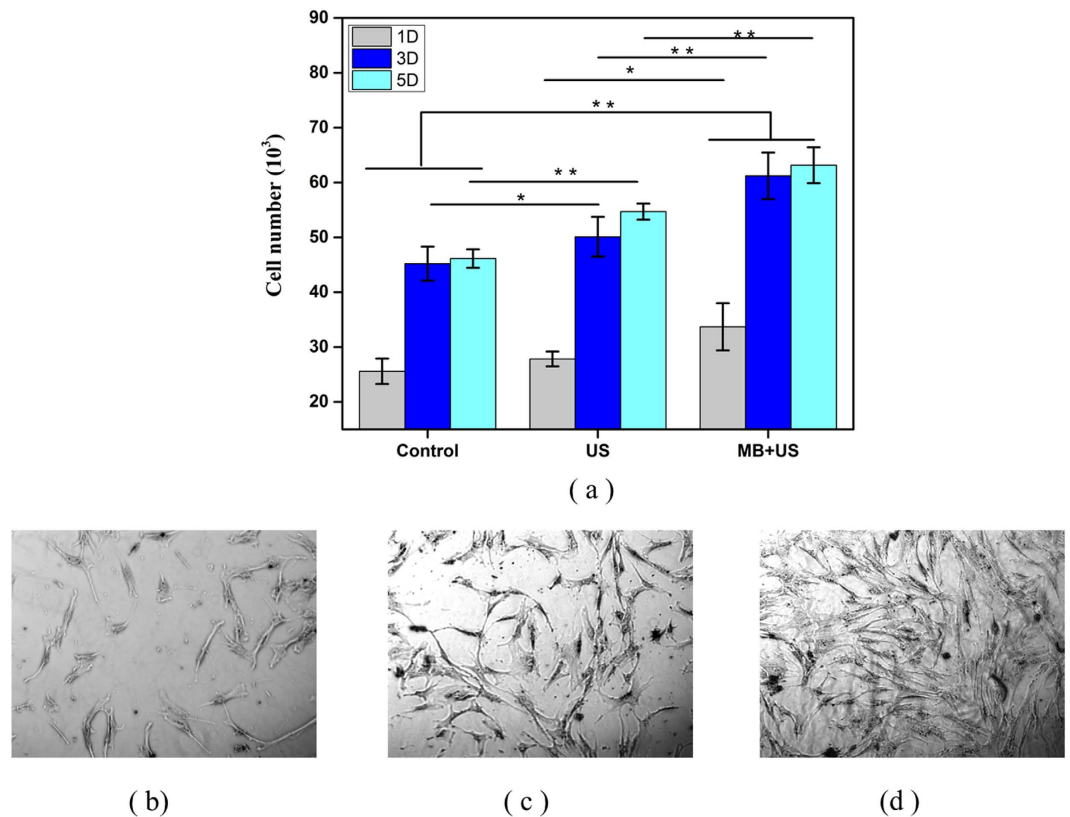 90
80
70
60
50
40
30
20
Cell number (10³)
1D
3D
5D
* *
* *
*
* *
* *
*
Control US MB+US
( a )
( b) ( c ) (d )